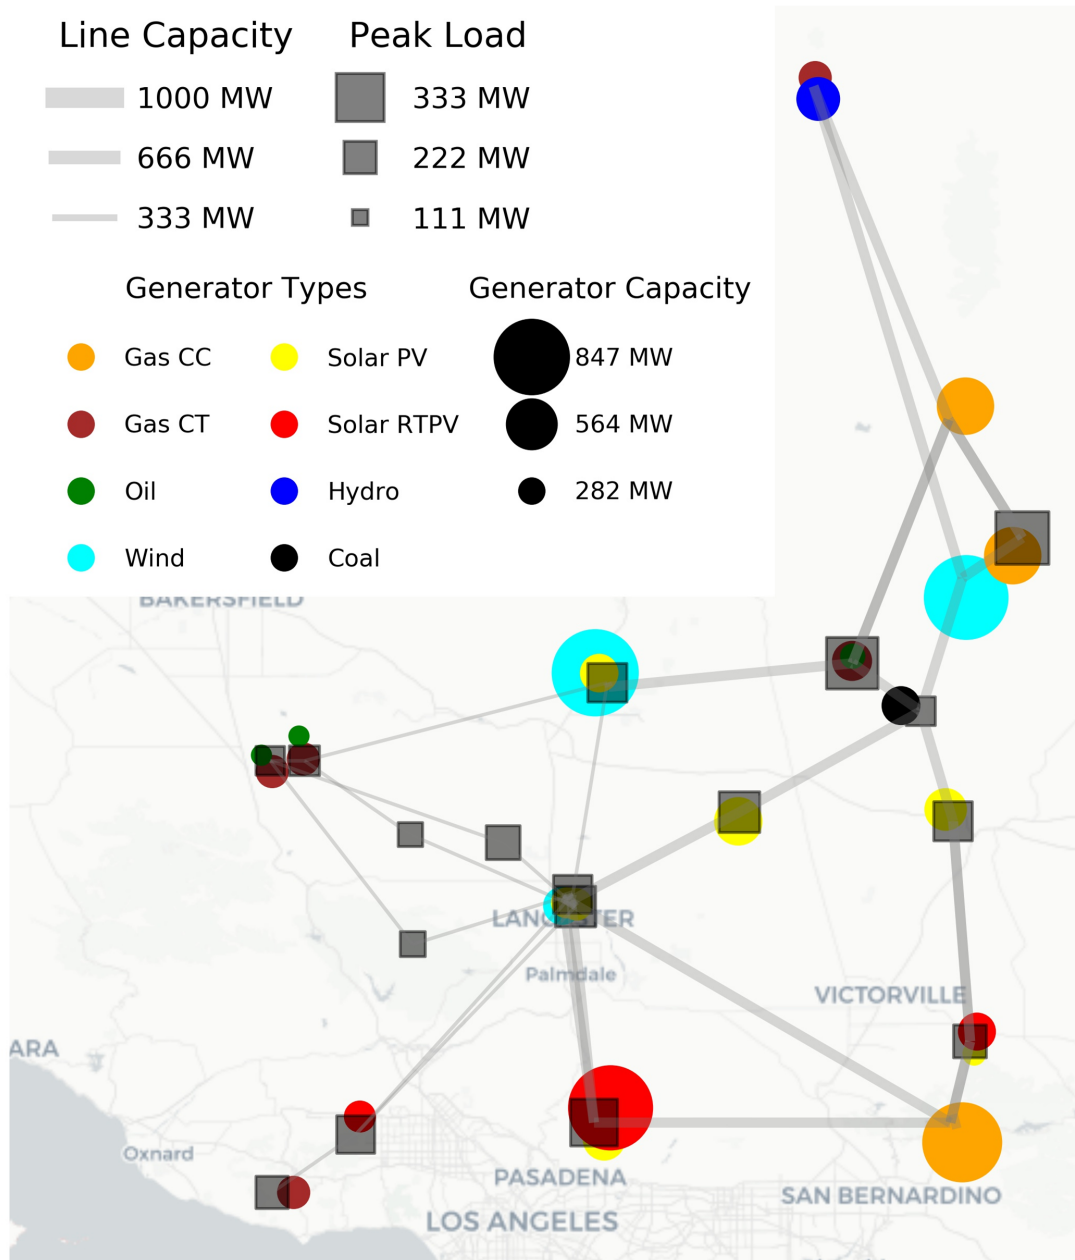 Line Capacity Peak Load
1000 MW 333 MW
666 MW 222 MW
333 MW 111 MW
Generator Types Generator Capacity
Gas CC Solar PV 847 MW
Gas CT Solar RTPV 564 MW
Oil Hydro 282 MW
Wind Coal
BAKERSFIELD
LANCASTER
Palmdale
VICTORVILLE
ARA
Oxnard
PASADENA
SAN BERNARDINO
LOS ANGELES